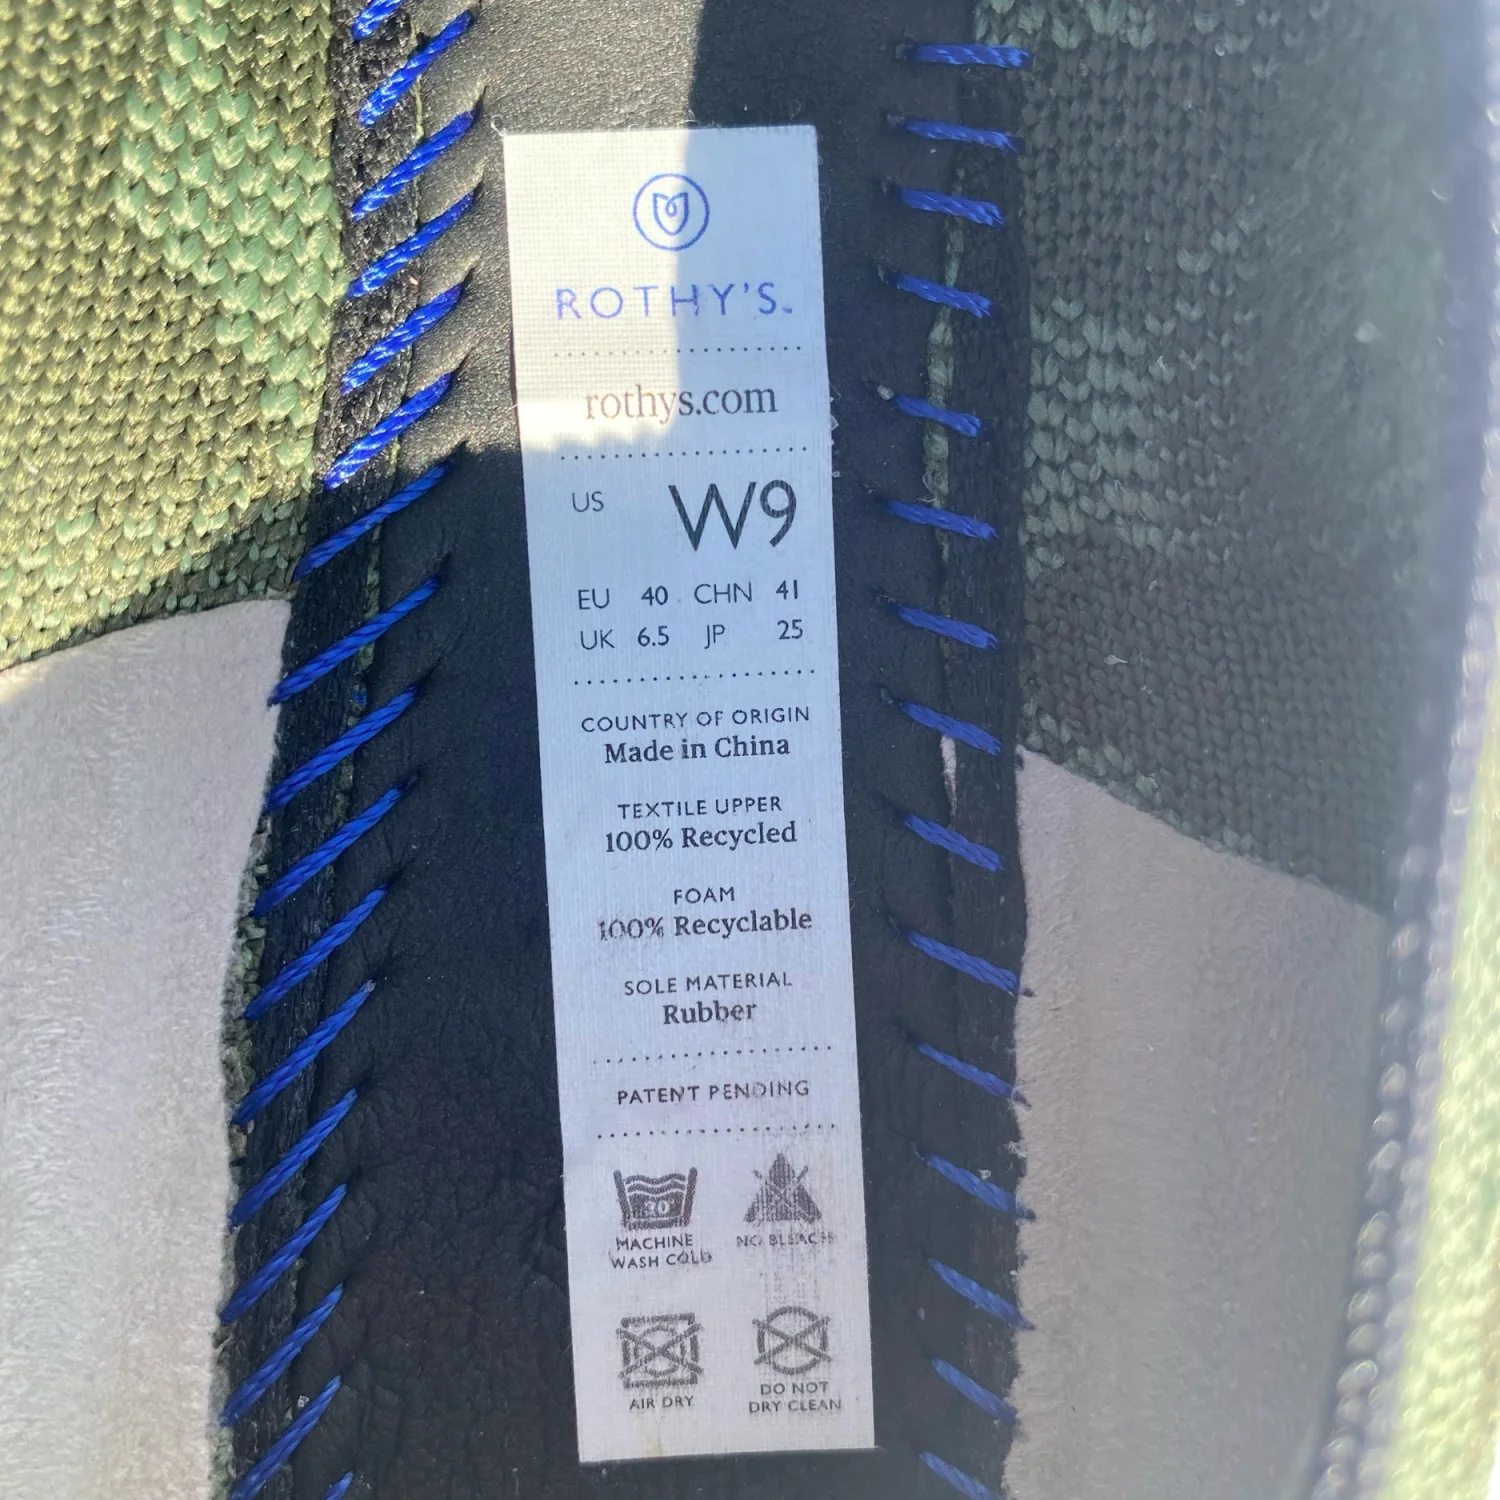 ROTHY'S™
rothys.com
US W9
EU 40 CHN 41
UK 6.5 JP 25
COUNTRY OF ORIGIN
Made in China
TEXTILE UPPER
100% Recycled
FOAM
100% Recyclable
SOLE MATERIAL
Rubber
PATENT PENDING
30°
MACHINE
WASH COLD
NO BLEACH
AIR DRY
DO NOT
DRY CLEAN